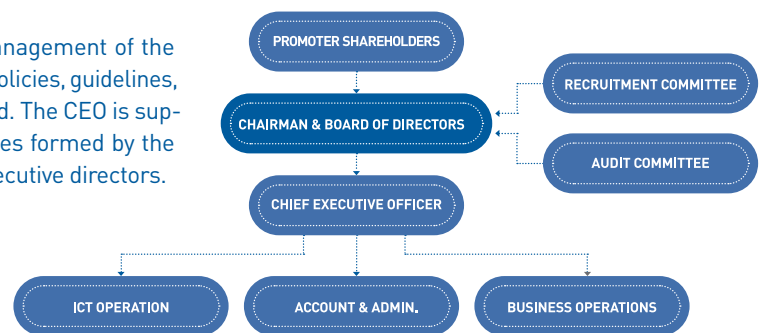 nagement of the
olicies, guidelines,
d. The CEO is sup-
es formed by the
ecutive directors.
PROMOTER SHAREHOLDERS
RECRUITMENT COMMITTEE
CHAIRMAN & BOARD OF DIRECTORS
AUDIT COMMITTEE
CHIEF EXECUTIVE OFFICER
ICT OPERATION
ACCOUNT & ADMIN.
BUSINESS OPERATIONS